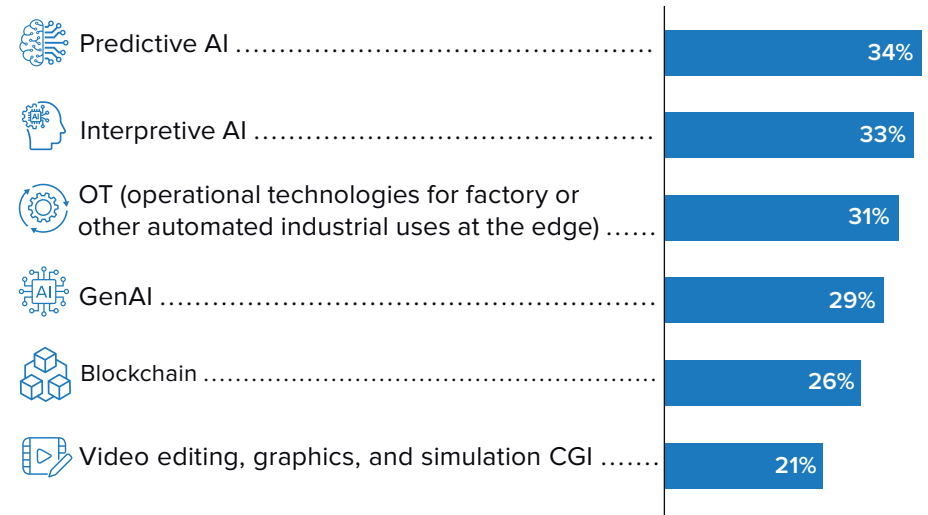 Predictive AI ................................................... 34%
Interpretive AI ................................................. 33%
OT (operational technologies for factory or
other automated industrial uses at the edge) ...... 31%
AI GenAI ............................................................ 29%
Blockchain ........................................................ 26%
Video editing, graphics, and simulation CGI ....... 21%